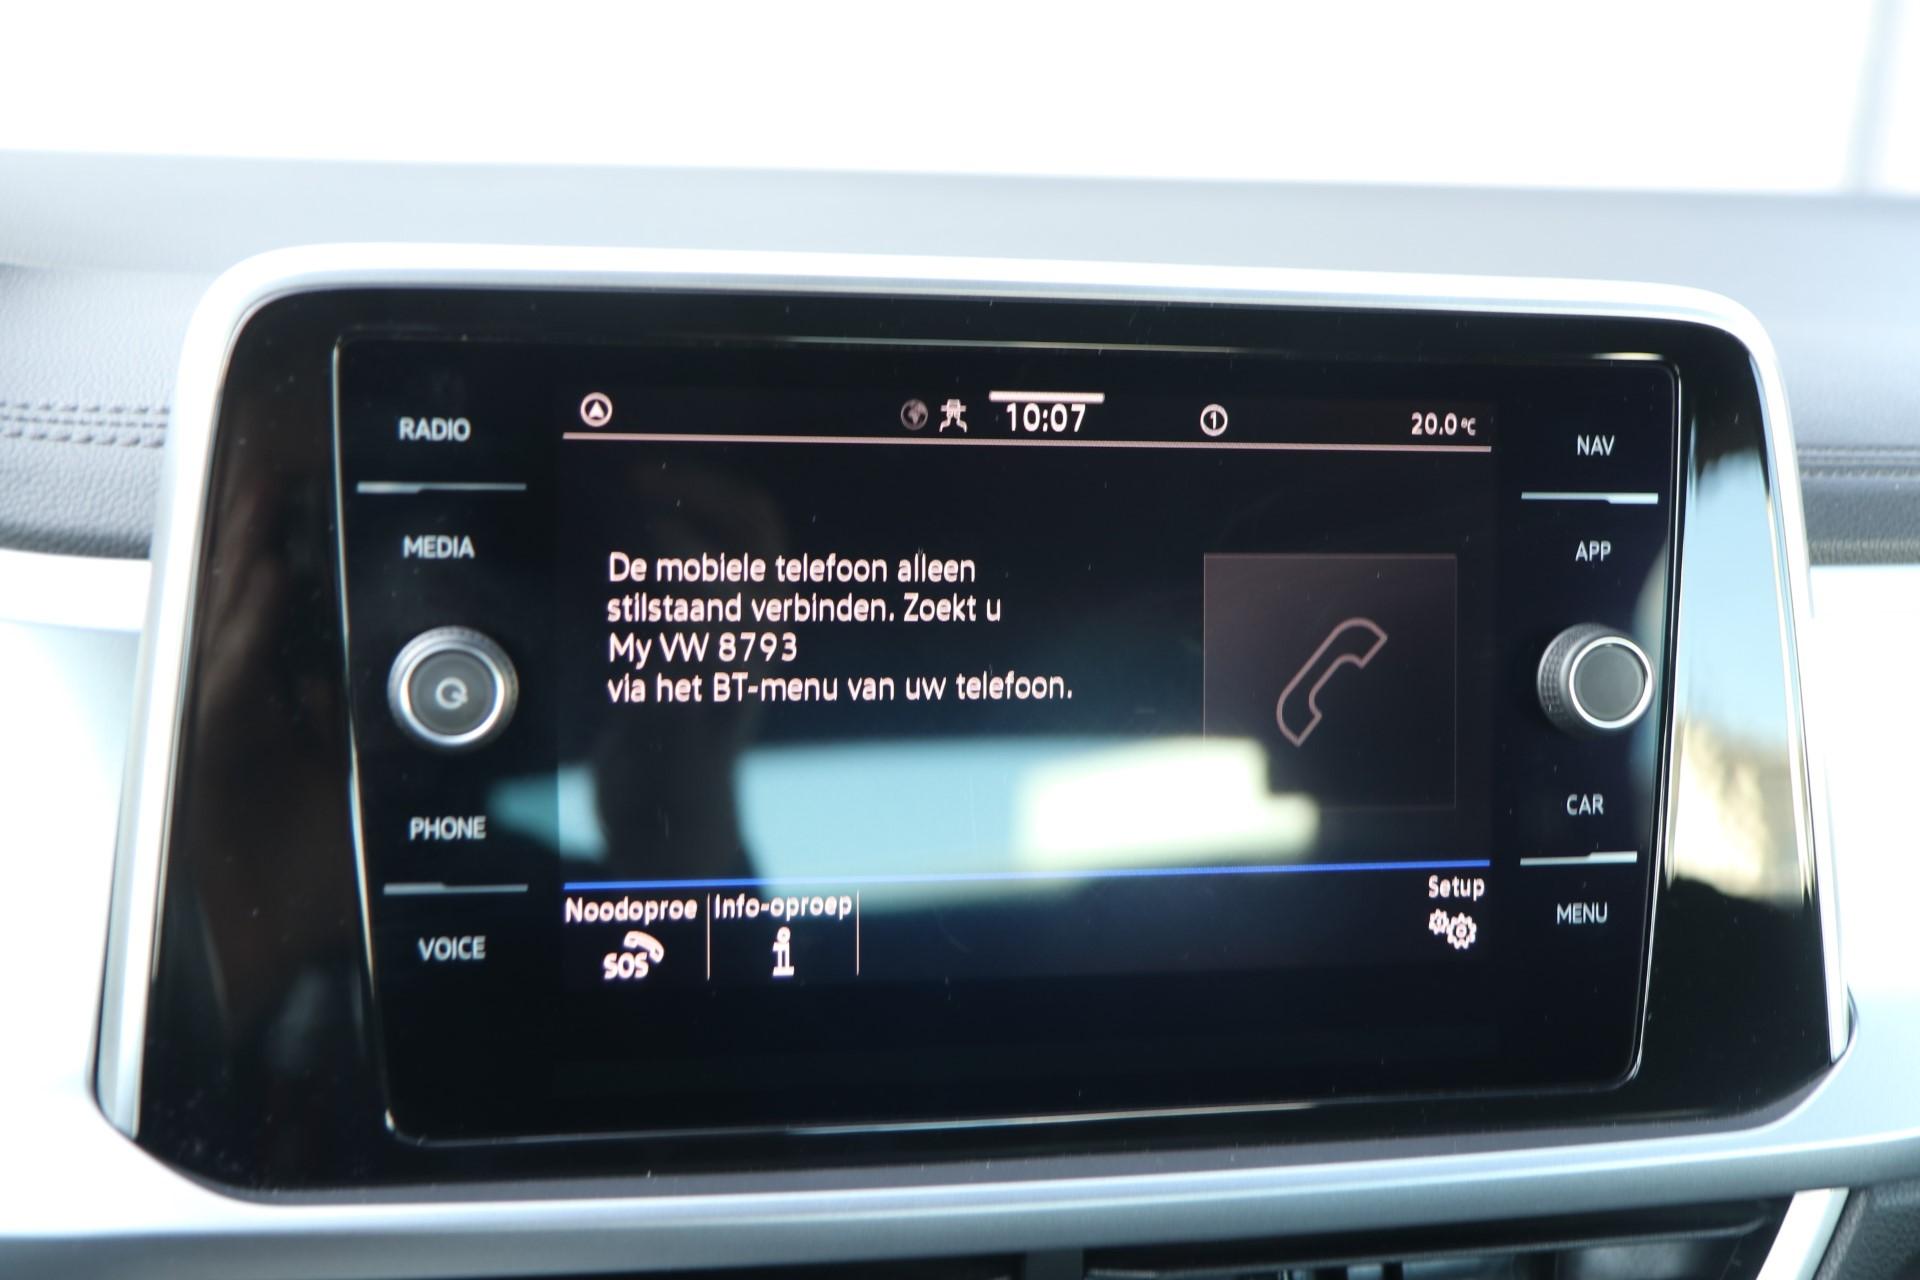 RADIO
MEDIA
PHONE
VOICE
10:07
1
20.0°C
De mobiele telefoon alleen
stilstaand verbinden. Zoekt u
My VW 8793
via het BT-menu van uw telefoon.
Noodoproe
SOS
Info-oproep
i
Setup
NAV
APP
CAR
MENU